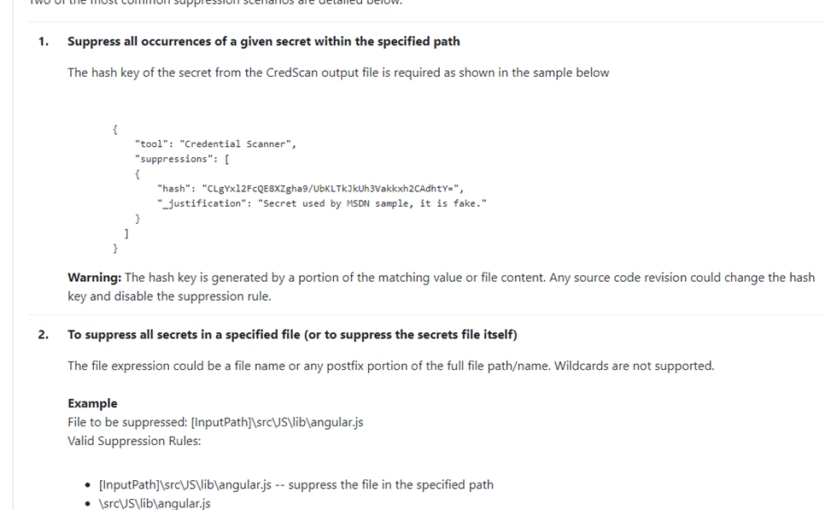 Two of the most common suppression scenarios are detailed below.
1. Suppress all occurrences of a given secret within the specified path
The hash key of the secret from the CredScan output file is required as shown in the sample below
{
"tool": "Credential Scanner",
"suppressions": [
{
"hash": "CLgYxl2FcQE8XZgha9/UbKLTkJkUh3Vakkxh2CAdhtY=",
"_justification": "Secret used by MSDN sample, it is fake."
}
]
}
Warning: The hash key is generated by a portion of the matching value or file content. Any source code revision could change the hash
key and disable the suppression rule.
2. To suppress all secrets in a specified file (or to suppress the secrets file itself)
The file expression could be a file name or any postfix portion of the full file path/name. Wildcards are not supported.
Example
File to be suppressed: [InputPath]\src\JS\lib\angular.js
Valid Suppression Rules:
• [InputPath]\src\JS\lib\angular.js -- suppress the file in the specified path
• \src\JS\lib\angular.js